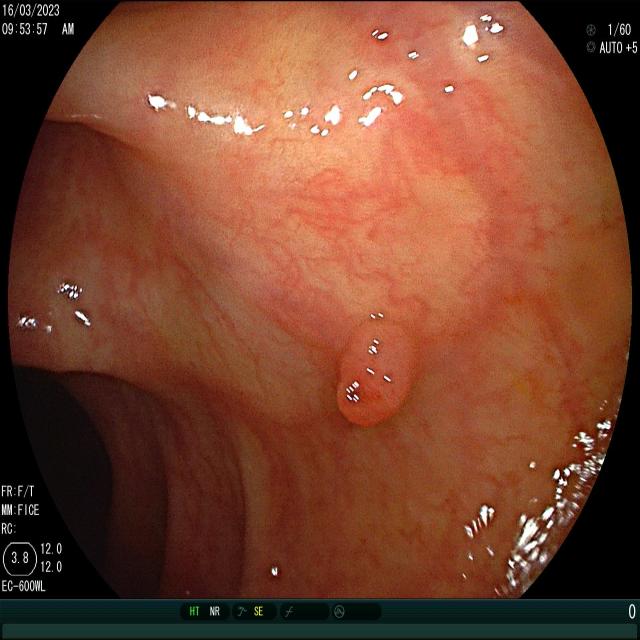 16/03/2023
09:53:57 AM
1/60
AUTO +5
FR:F/T
MM:FICE
RC:
3.8 12.0
12.0
EC-600WL
HT NR SE
0